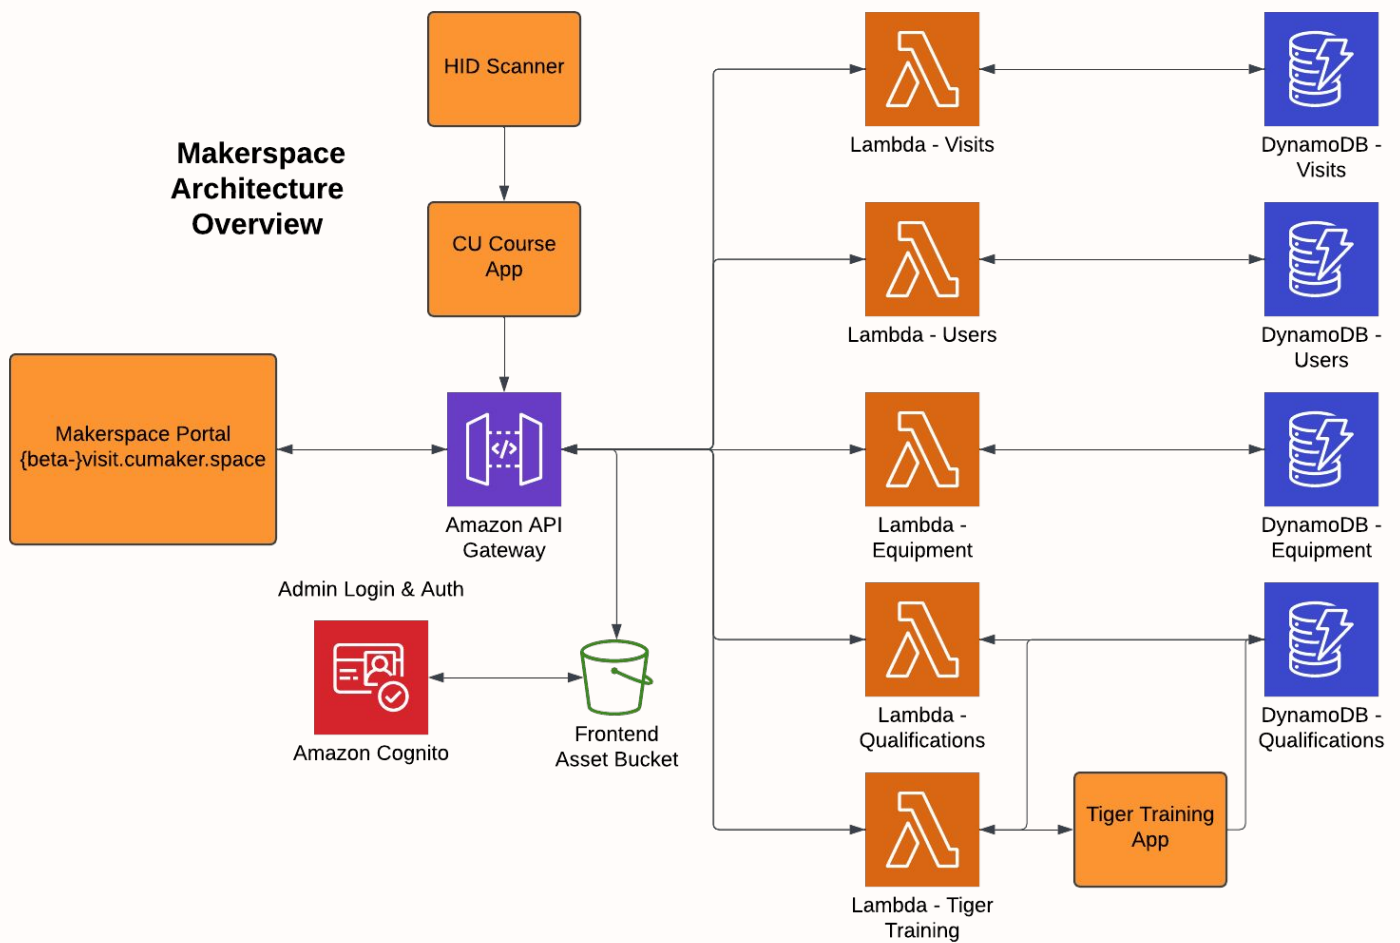 HID Scanner
Makerspace
Architecture
Overview
CU Course
App
Makerspace Portal
{beta-}visit.cumaker.space
</>
Amazon API
Gateway
Admin Login & Auth
Amazon Cognito
Frontend
Asset Bucket
Lambda - Visits
DynamoDB -
Visits
Lambda - Users
DynamoDB -
Users
Lambda -
Equipment
DynamoDB -
Equipment
Lambda -
Qualifications
DynamoDB -
Qualifications
Tiger Training
App
Lambda - Tiger
Training